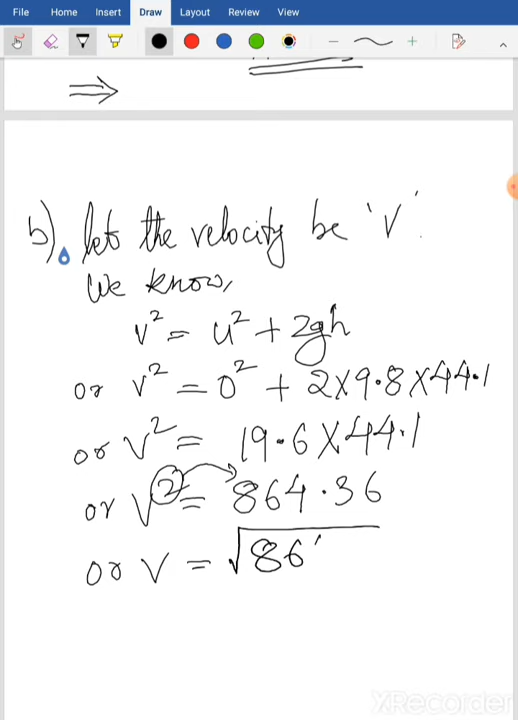 File Home Insert Draw Layout Review View
⇒
b). let the velocity be 'V'.
We know,
v² = u² + 2gh
or v² = 0² + 2×9.8×44.1
or v² = 19.6×44.1
or v² = 864.36
or v = √86
XRecorder